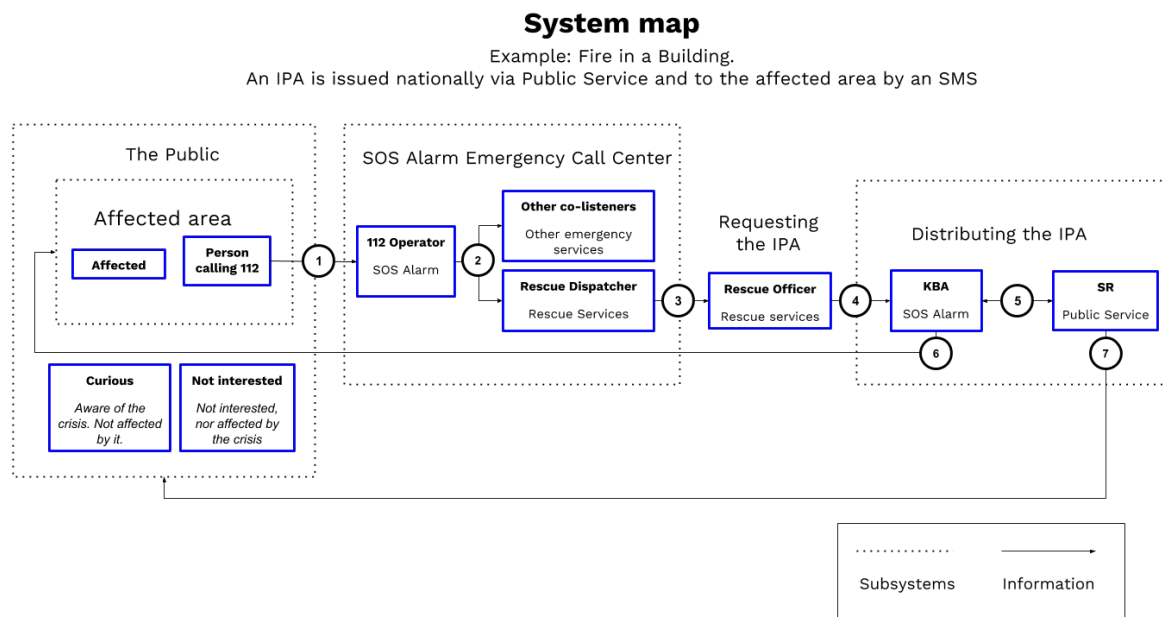 System map
Example: Fire in a Building.
An IPA is issued nationally via Public Service and to the affected area by an SMS
The Public
Affected area
Affected
Person
calling 112
Curious
Aware of the
crisis. Not affected
by it.
Not interested
Not interested,
nor affected by
the crisis
1
SOS Alarm Emergency Call Center
112 Operator
SOS Alarm
2
Other co-listeners
Other emergency
services
Rescue Dispatcher
Rescue Services
3
Requesting
the IPA
Rescue Officer
Rescue services
4
Distributing the IPA
KBA
SOS Alarm
5
SR
Public Service
6
7
Subsystems
Information